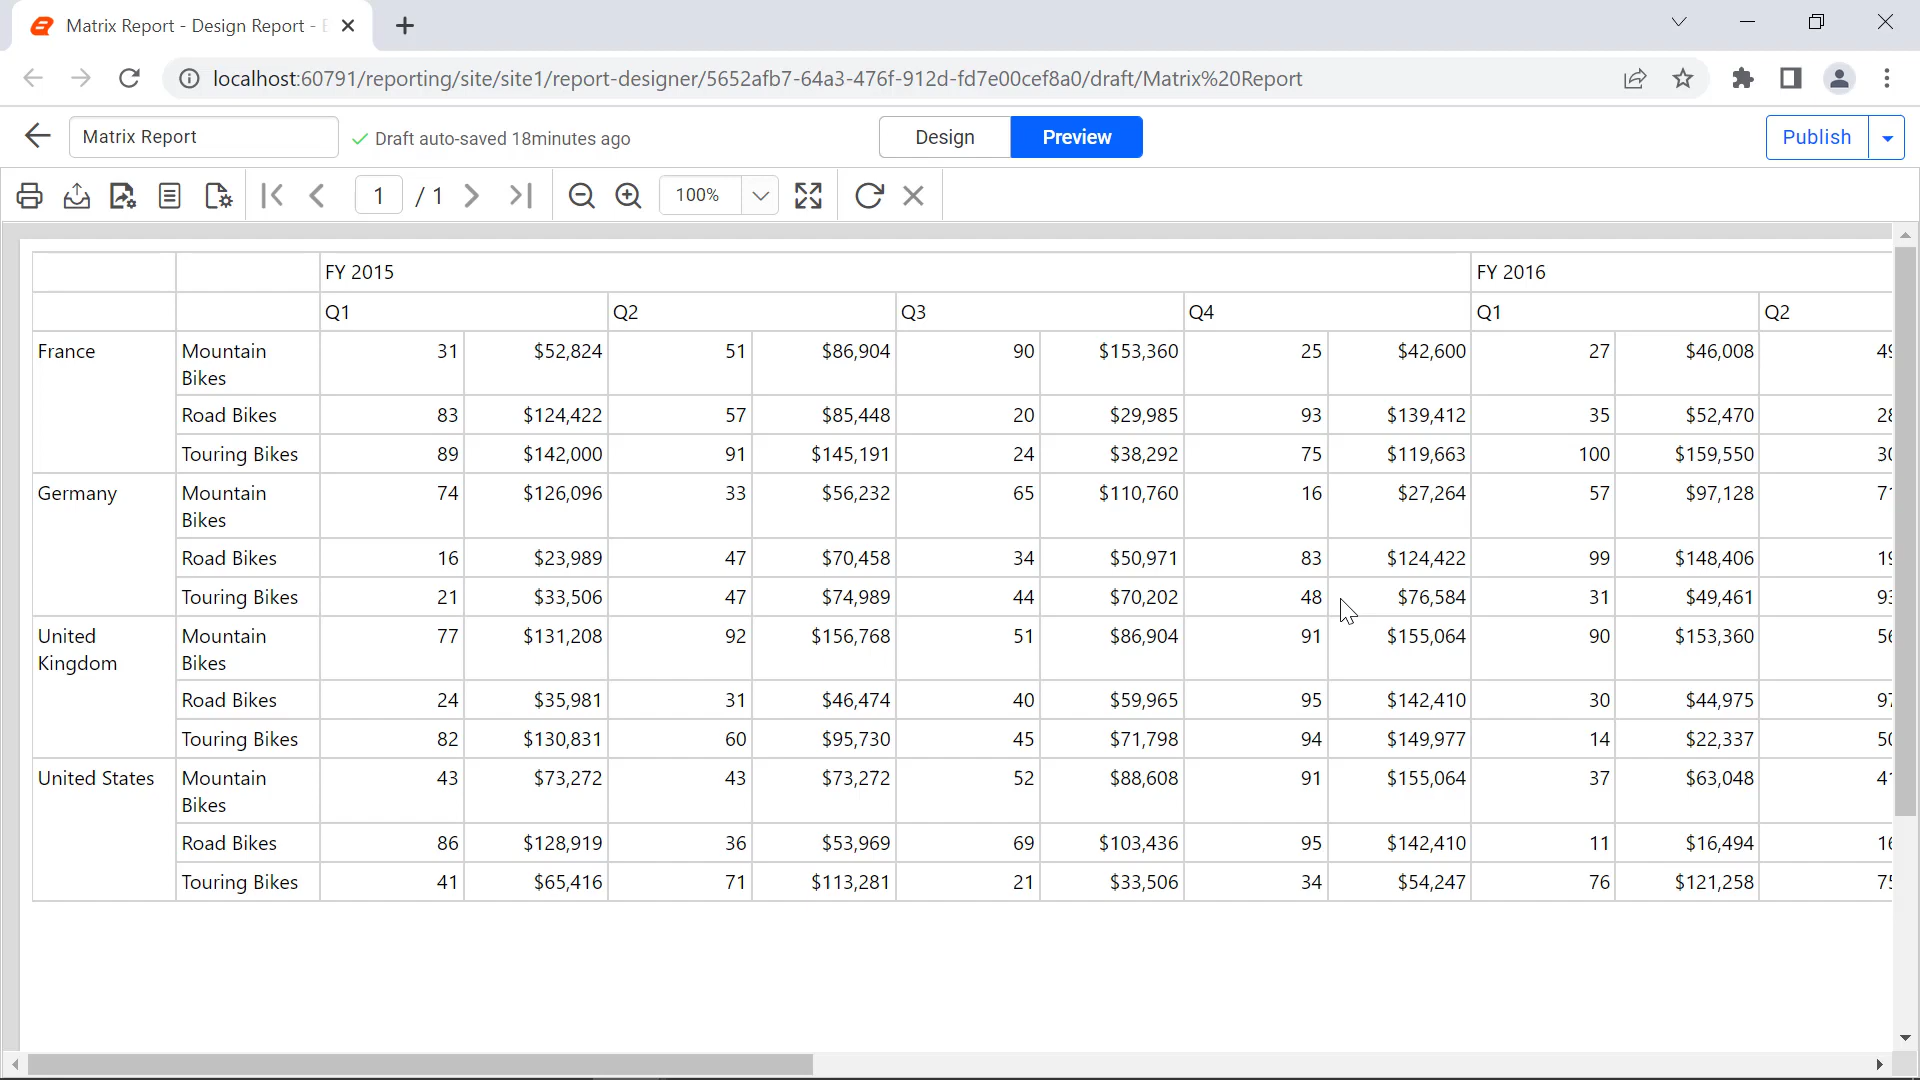 Matrix Report - Design Report -
localhost:60791/reporting/site/site1/report-designer/5652afb7-64a3-476f-912d-fd7e00cef8a0/draft/Matrix%20Report
Matrix Report
Draft auto-saved 18minutes ago
Design
Preview
Publish
1 / 1
100%
FY 2015 FY 2016
Q1 Q2 Q3 Q4 Q1 Q2
France Mountain 31 $52,824 51 $86,904 90 $153,360 25 $42,600 27 $46,008
Bikes
Road Bikes 83 $124,422 57 $85,448 20 $29,985 93 $139,412 35 $52,470
Touring Bikes 89 $142,000 91 $145,191 24 $38,292 75 $119,663 100 $159,550
Germany Mountain 74 $126,096 33 $56,232 65 $110,760 16 $27,264 57 $97,128
Bikes
Road Bikes 16 $23,989 47 $70,458 34 $50,971 83 $124,422 99 $148,406
Touring Bikes 21 $33,506 47 $74,989 44 $70,202 48 $76,584 31 $49,461
United Mountain 77 $131,208 92 $156,768 51 $86,904 91 $155,064 90 $153,360
Kingdom Bikes
Road Bikes 24 $35,981 31 $46,474 40 $59,965 95 $142,410 30 $44,975
Touring Bikes 82 $130,831 60 $95,730 45 $71,798 94 $149,977 14 $22,337
United States Mountain 43 $73,272 43 $73,272 52 $88,608 91 $155,064 37 $63,048
Bikes
Road Bikes 86 $128,919 36 $53,969 69 $103,436 95 $142,410 11 $16,494
Touring Bikes 41 $65,416 71 $113,281 21 $33,506 34 $54,247 76 $121,258